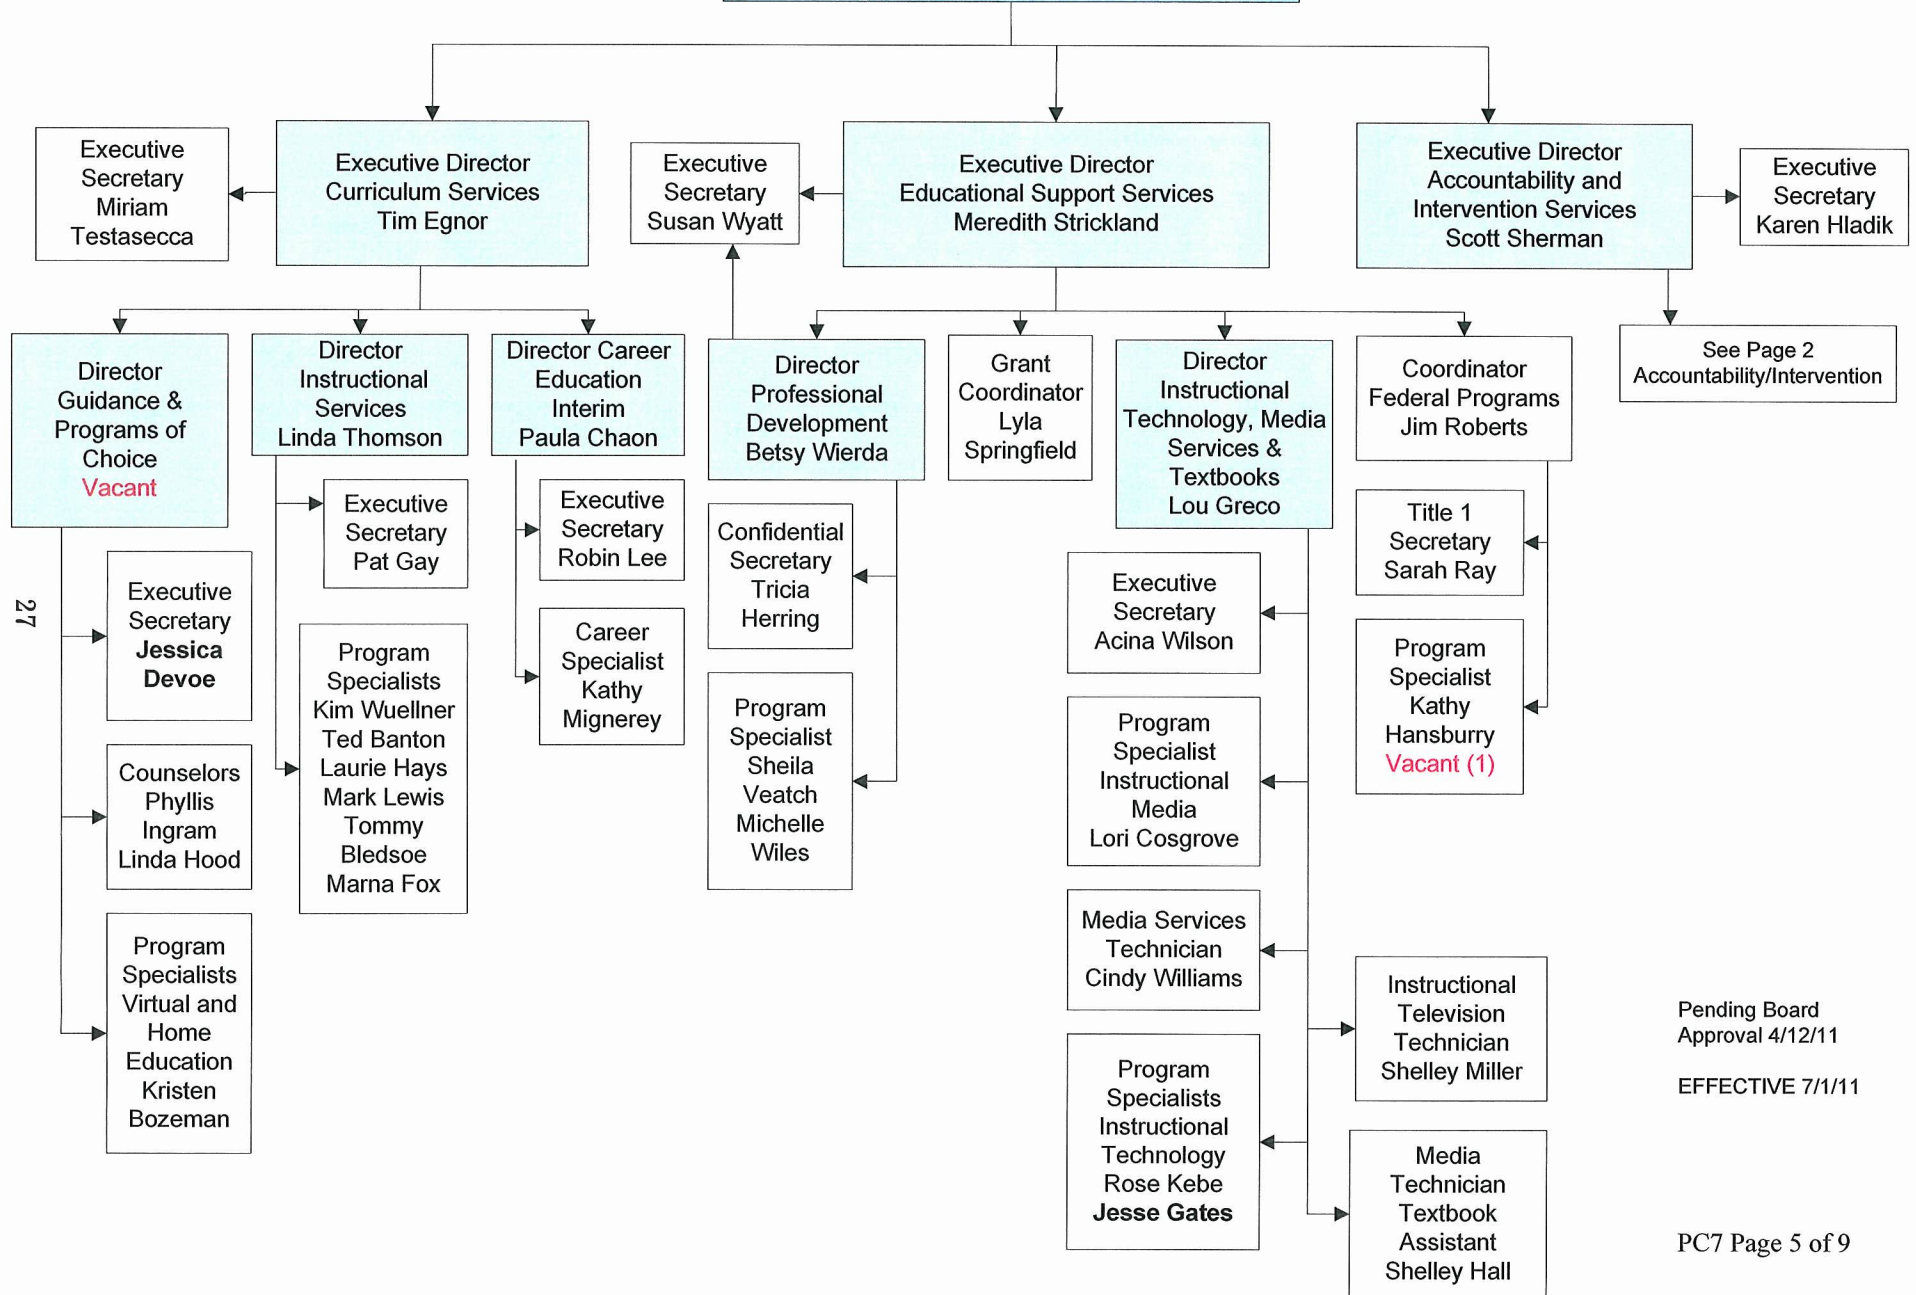 Executive
Secretary
Miriam
Testasecca
Executive Director
Curriculum Services
Tim Egnor
Executive
Secretary
Susan Wyatt
Executive Director
Educational Support Services
Meredith Strickland
Executive Director
Accountability and
Intervention Services
Scott Sherman
Executive
Secretary
Karen Hladik
Director
Guidance &
Programs of
Choice
Vacant
Director
Instructional
Services
Linda Thomson
Director Career
Education
Interim
Paula Chaon
Director
Professional
Development
Betsy Wierda
Grant
Coordinator
Lyla
Springfield
Director
Instructional
Technology, Media
Services &
Textbooks
Lou Greco
Coordinator
Federal Programs
Jim Roberts
See Page 2
Accountability/Intervention
Executive
Secretary
Jessica
Devoe
Counselors
Phyllis
Ingram
Linda Hood
Program
Specialists
Virtual and
Home
Education
Kristen
Bozeman
Executive
Secretary
Pat Gay
Program
Specialists
Kim Wuellner
Ted Banton
Laurie Hays
Mark Lewis
Tommy
Bledsoe
Marna Fox
Executive
Secretary
Robin Lee
Career
Specialist
Kathy
Mignerey
Confidential
Secretary
Tricia
Herring
Program
Specialist
Sheila
Veatch
Michelle
Wiles
Executive
Secretary
Acina Wilson
Program
Specialist
Instructional
Media
Lori Cosgrove
Media Services
Technician
Cindy Williams
Program
Specialists
Instructional
Technology
Rose Kebe
Jesse Gates
Title 1
Secretary
Sarah Ray
Program
Specialist
Kathy
Hansburry
Vacant (1)
Instructional
Television
Technician
Shelley Miller
Media
Technician
Textbook
Assistant
Shelley Hall
Pending Board
Approval 4/12/11
EFFECTIVE 7/1/11
27
PC7 Page 5 of 9